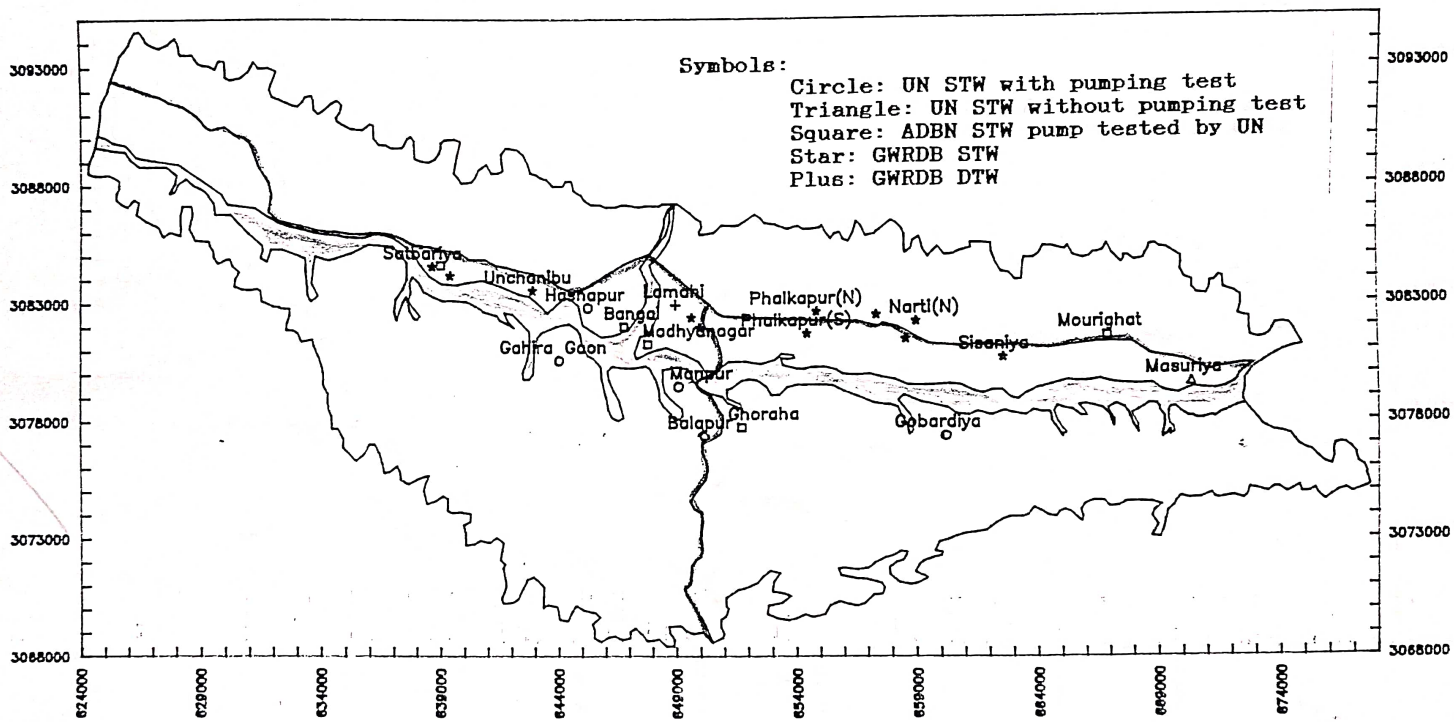 Symbols:
Circle: UN STW with pumping test
Triangle: UN STW without pumping test
Square: ADBN STW pump tested by UN
Star: GWRDB STW
Plus: GWRDB DTW
3093000
3093000
3088000
3088000
3083000
3083000
3078000
3078000
3073000
3073000
3068000
3068000
Satbariya
Unchanibu
Hasnapur
Lamahi
Bangai
Madhyanagar
Phalkapur(N)
Phalkapur(S)
Narti(N)
Sisaniya
Mourighat
Masuriya
Gahira Gaon
Manpur
Balapur
Ghoraha
Gobardiya
624000
629000
634000
639000
644000
649000
654000
659000
664000
669000
674000